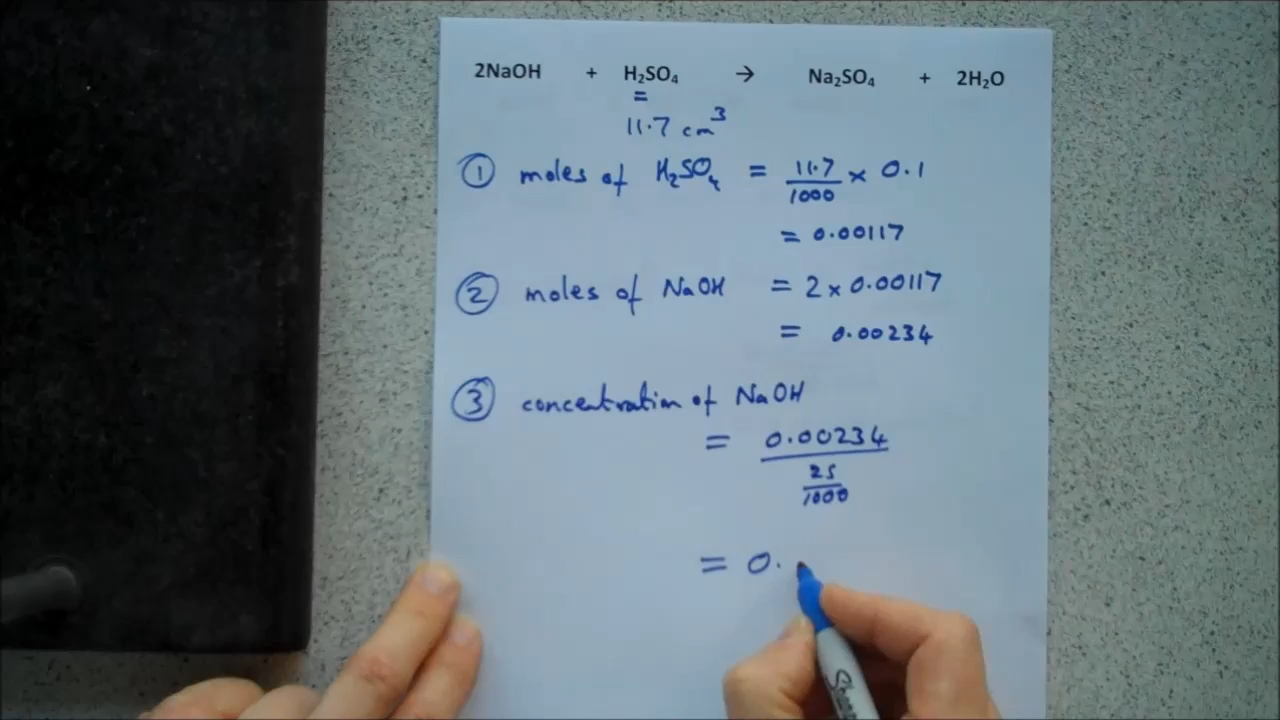 2NaOH + H₂SO₄ → Na₂SO₄ + 2H₂O
11.7 cm³
① moles of H₂SO₄ = 11.7/1000 × 0.1
= 0.00117
② moles of NaOH = 2 × 0.00117
= 0.00234
③ concentration of NaOH
= 0.00234 / (25/1000)
= 0.